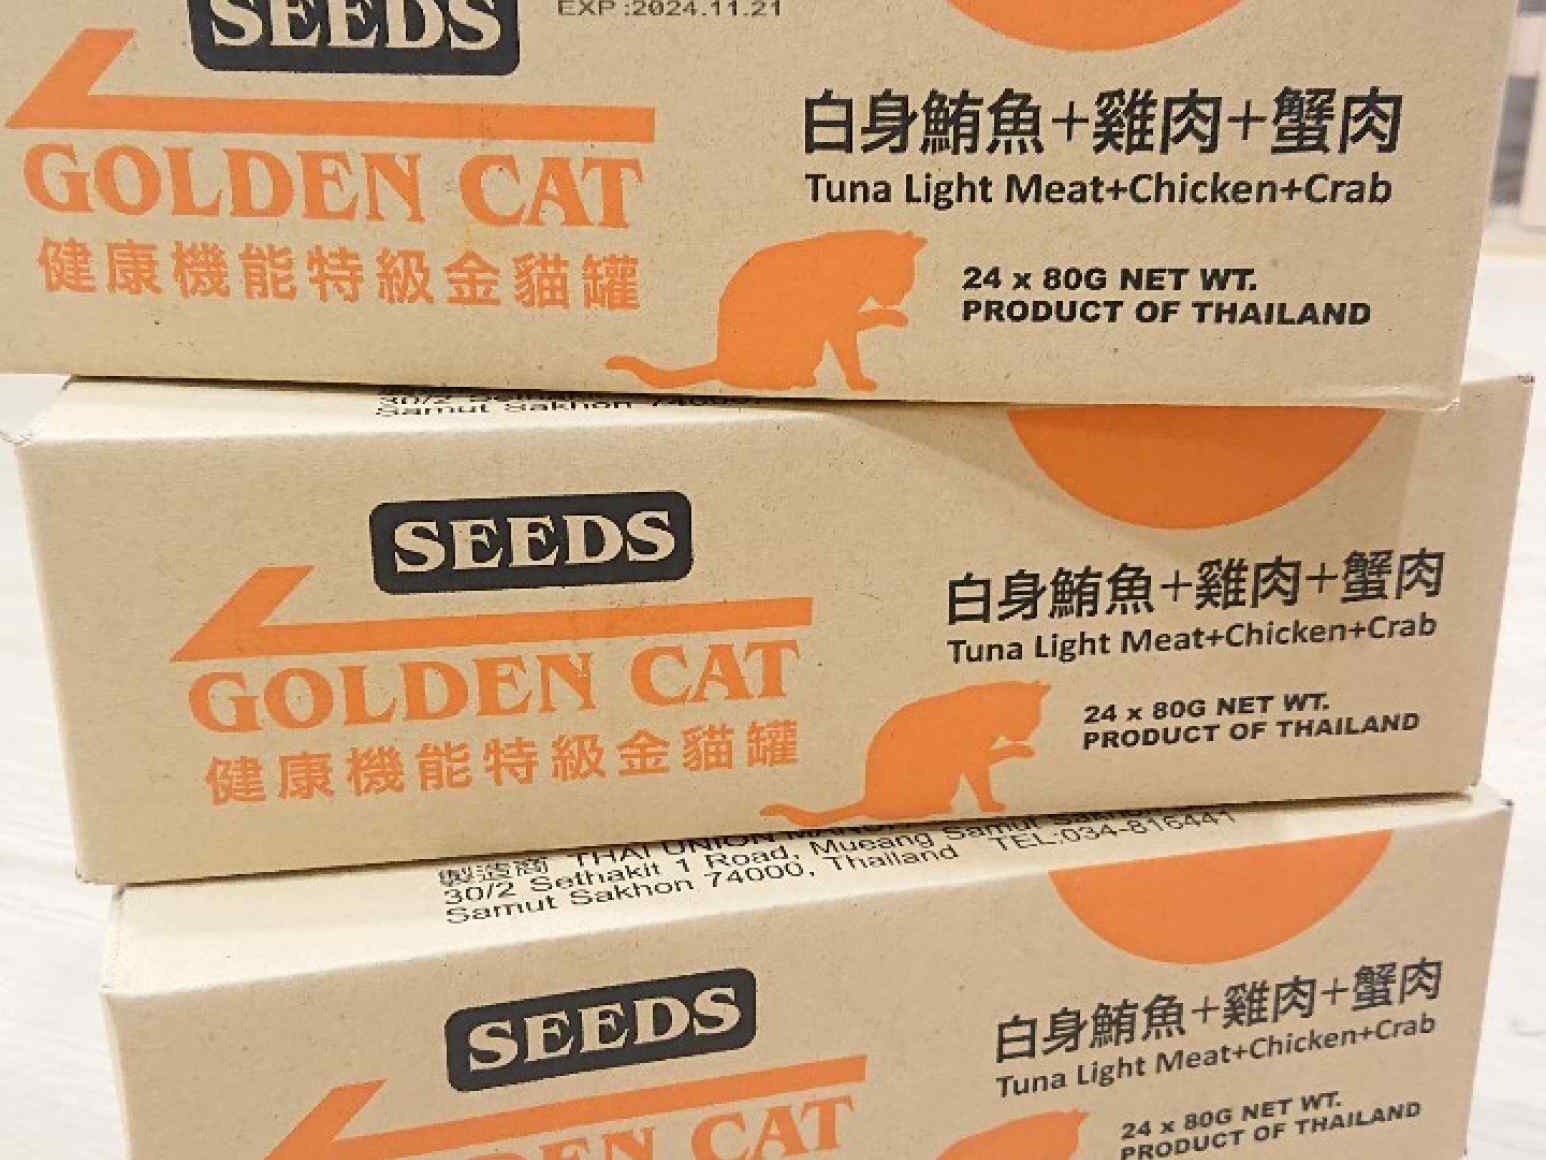 SEEDS
EXP :2024.11.21
GOLDEN CAT
健康機能特級金貓罐
白身鮪魚+雞肉+蟹肉
Tuna Light Meat+Chicken+Crab
24 x 80G NET WT.
PRODUCT OF THAILAND
30/2
Samut Sakhon 74000,
SEEDS
GOLDEN CAT
健康機能特級金貓罐
白身鮪魚+雞肉+蟹肉
Tuna Light Meat+Chicken+Crab
24 x 80G NET WT.
PRODUCT OF THAILAND
製造商 THAI UNION
30/2 Sethakit 1 Road, Mueang Samut Sakhon
Samut Sakhon 74000, Thailand TEL:034-816441
SEEDS
GOLDEN CAT
白身鮪魚+雞肉+蟹肉
Tuna Light Meat+Chicken+Crab
24 x 80G NET WT.
PRODUCT OF THAILAND